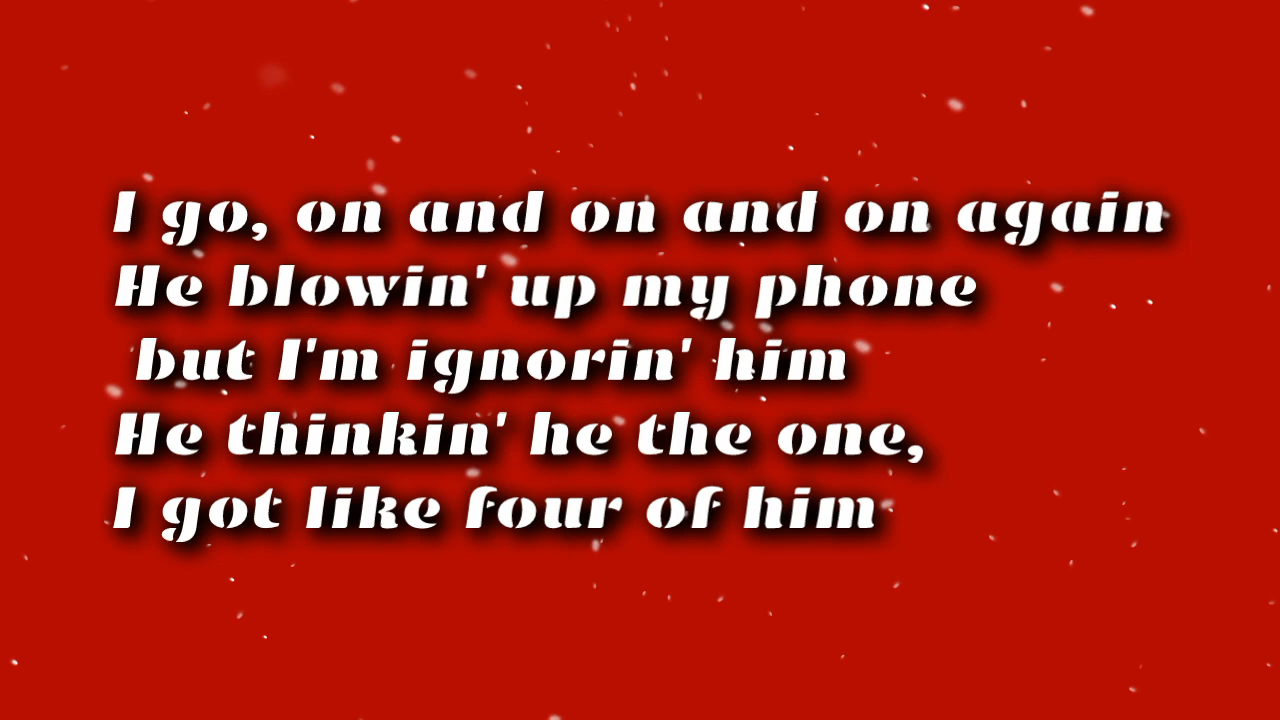 I go, on and on and on again
He blowin' up my phone
but I'm ignorin' him
He thinkin' he the one,
I got like four of him